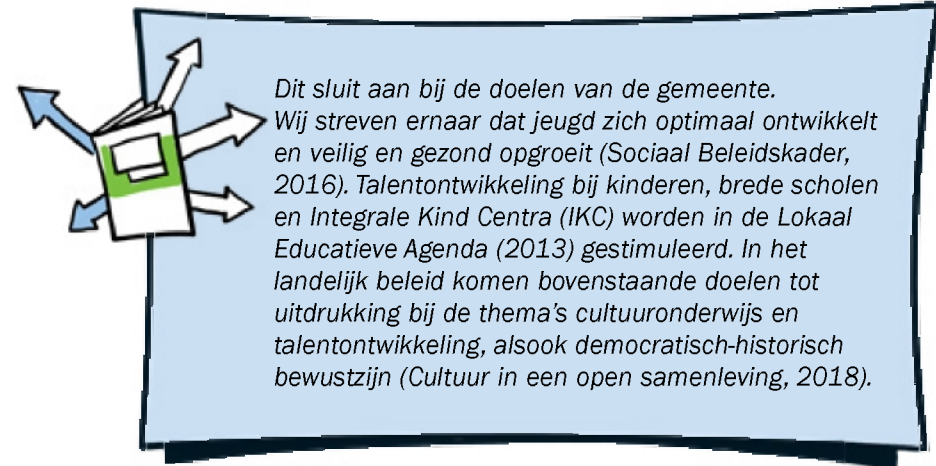 Dit sluit aan bij de doelen van de gemeente.
Wij streven ernaar dat jeugd zich optimaal ontwikkelt
en veilig en gezond opgroeit (Sociaal Beleidskader,
2016). Talentontwikkeling bij kinderen, brede scholen
en Integrale Kind Centra (IKC) worden in de Lokaal
Educatieve Agenda (2013) gestimuleerd. In het
landelijk beleid komen bovenstaande doelen tot
uitdrukking bij de thema's cultuuronderwijs en
talentontwikkeling, alsook democratisch-historisch
bewustzijn (Cultuur in een open samenleving, 2018).